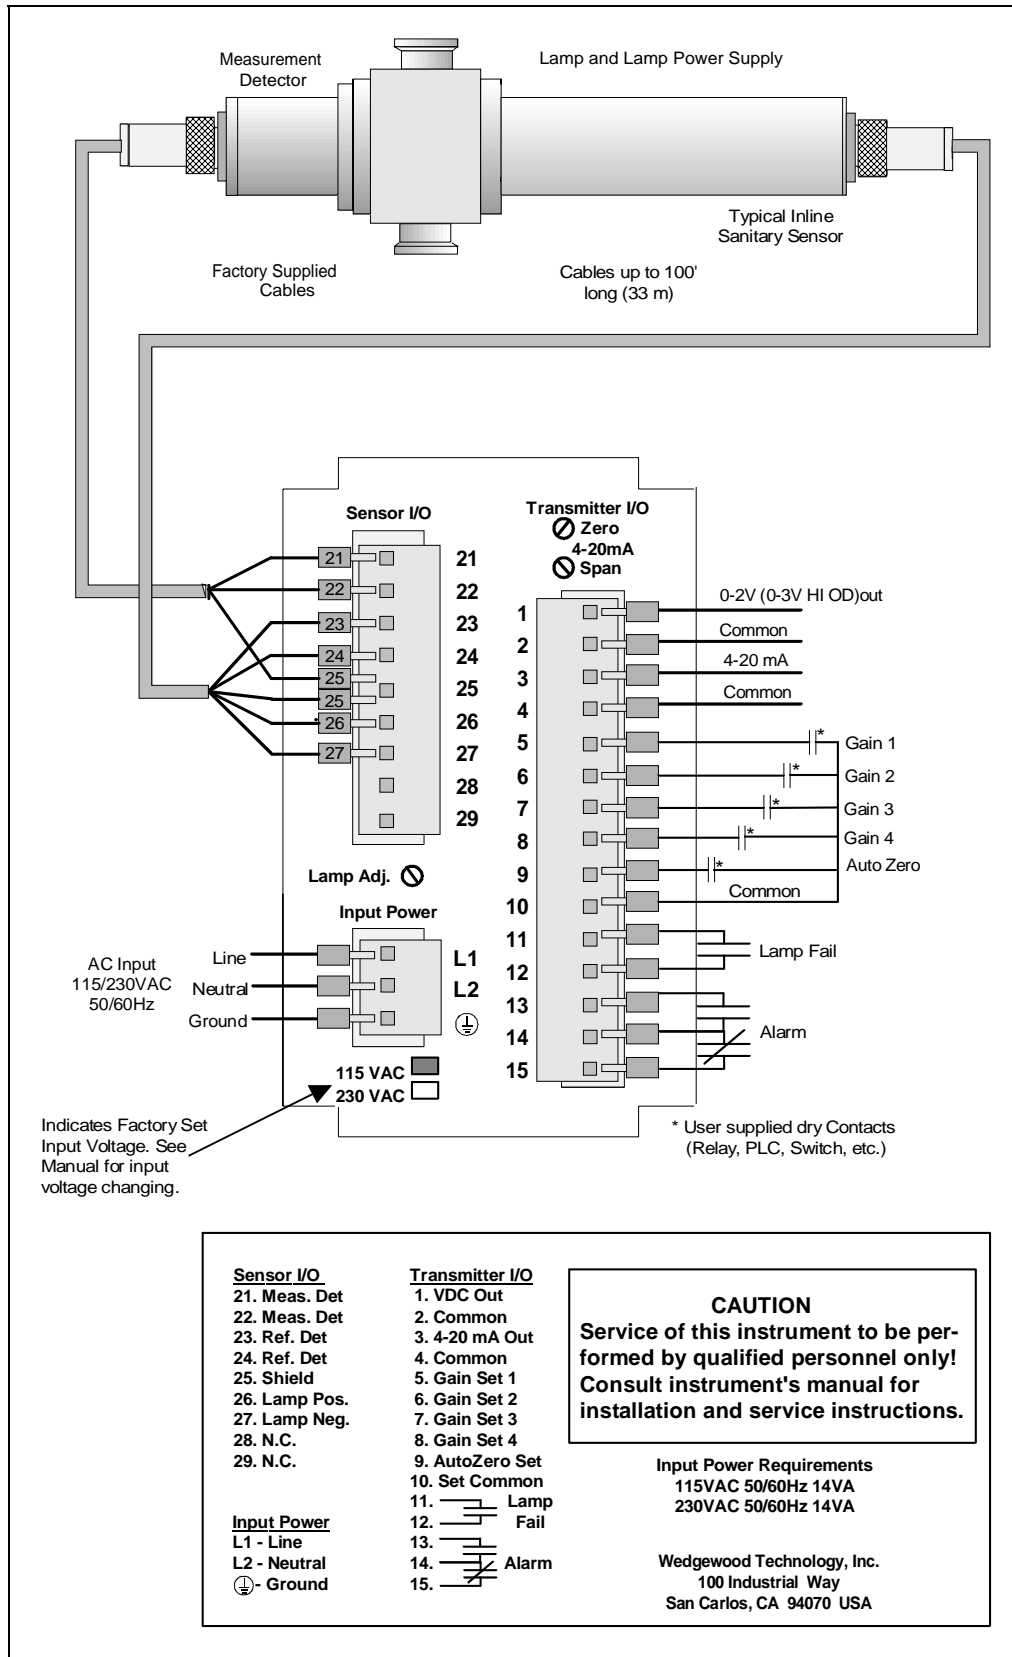 Measurement
Detector
Lamp and Lamp Power Supply
Typical Inline
Sanitary Sensor
Factory Supplied
Cables
Cables up to 100'
long (33 m)
Sensor I/O
21
22
23
24
25
25
26
27
21
22
23
24
25
26
27
28
29
Lamp Adj.
Transmitter I/O
Zero
4-20mA
Span
1
2
3
4
5
6
7
8
9
10
11
12
13
14
15
0-2V (0-3V HI OD)out
Common
4-20 mA
Common
* Gain 1
* Gain 2
* Gain 3
* Gain 4
* Auto Zero
Common
Lamp Fail
Alarm
Input Power
AC Input
115/230VAC
50/60Hz
Line
Neutral
Ground
L1
L2
115 VAC
230 VAC
Indicates Factory Set
Input Voltage. See
Manual for input
voltage changing.
* User supplied dry Contacts
(Relay, PLC, Switch, etc.)
Sensor I/O
21. Meas. Det
22. Meas. Det
23. Ref. Det
24. Ref. Det
25. Shield
26. Lamp Pos.
27. Lamp Neg.
28. N.C.
29. N.C.
Input Power
L1 - Line
L2 - Neutral
- Ground
Transmitter I/O
1. VDC Out
2. Common
3. 4-20 mA Out
4. Common
5. Gain Set 1
6. Gain Set 2
7. Gain Set 3
8. Gain Set 4
9. AutoZero Set
10. Set Common
11. Lamp
12. Fail
13.
14. Alarm
15.
CAUTION
Service of this instrument to be per-
formed by qualified personnel only!
Consult instrument's manual for
installation and service instructions.
Input Power Requirements
115VAC 50/60Hz 14VA
230VAC 50/60Hz 14VA
Wedgewood Technology, Inc.
100 Industrial Way
San Carlos, CA 94070 USA